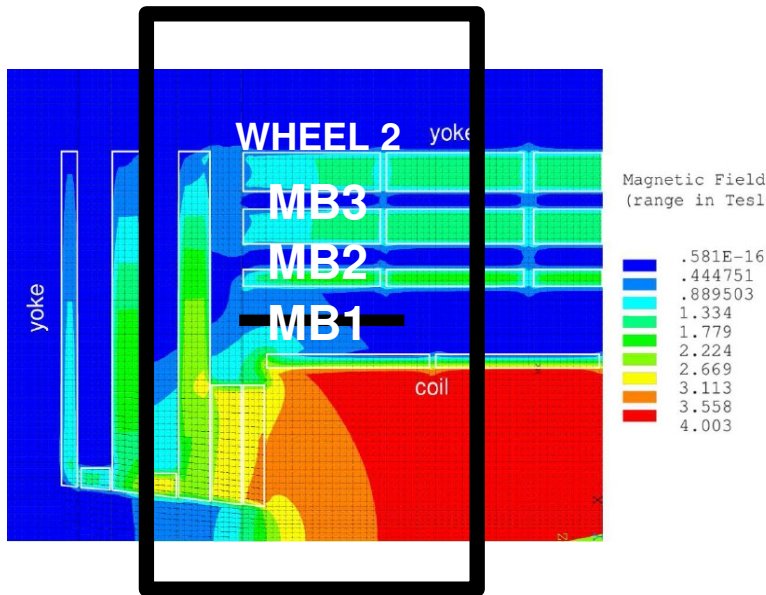 WHEEL 2
yoke
MB3
MB2
MB1
yoke
coil
Magnetic Field
(range in Tesl
.581E-16
.444751
.889503
1.334
1.779
2.224
2.669
3.113
3.558
4.003
X
Z